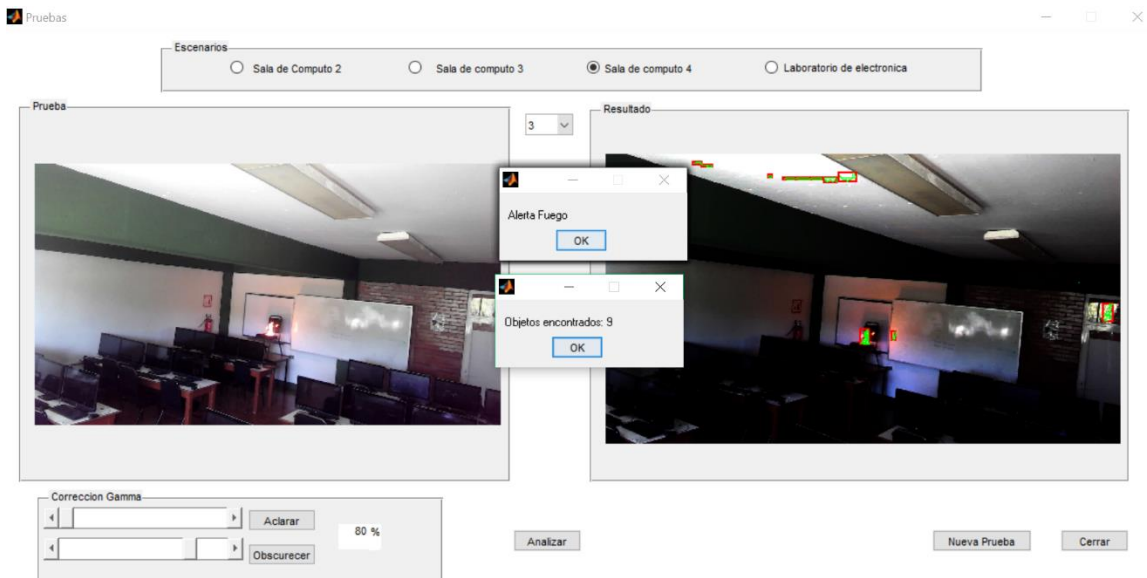 Pruebas
Escenarios
Sala de Computo 2
Sala de computo 3
Sala de computo 4
Laboratorio de electronica
Prueba
3
Resultado
Alerta Fuego
OK
Objetos encontrados: 9
OK
Correccion Gamma
Aclarar
80 %
Obscurecer
Analizar
Nueva Prueba
Cerrar